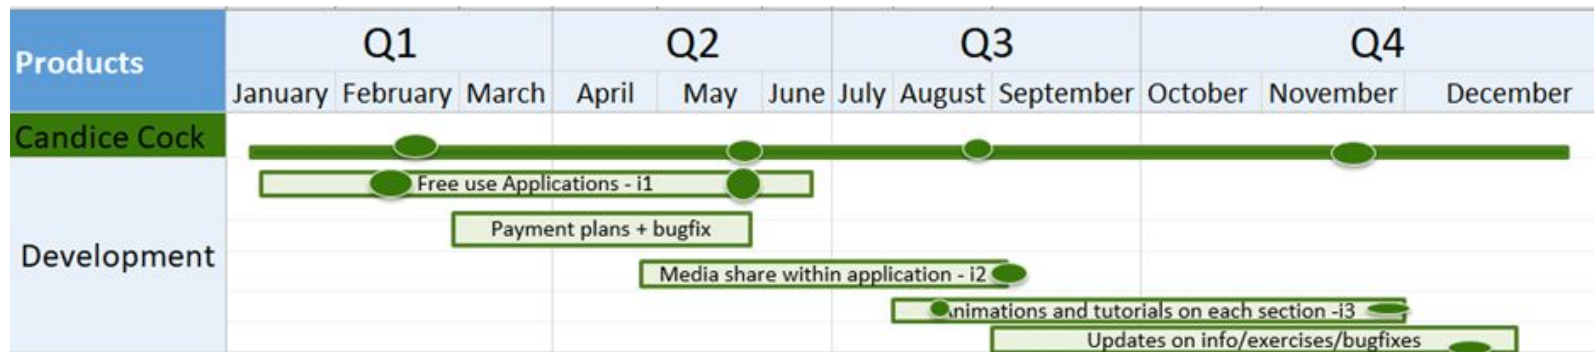 Products
Q1 Q2 Q3 Q4
January February March April May June July August September October November December
Candice Cock
Development
Free use Applications - i1
Payment plans + bugfix
Media share within application - i2
nimations and tutorials on each section -i3
Updates on info/exercises/bugfixes